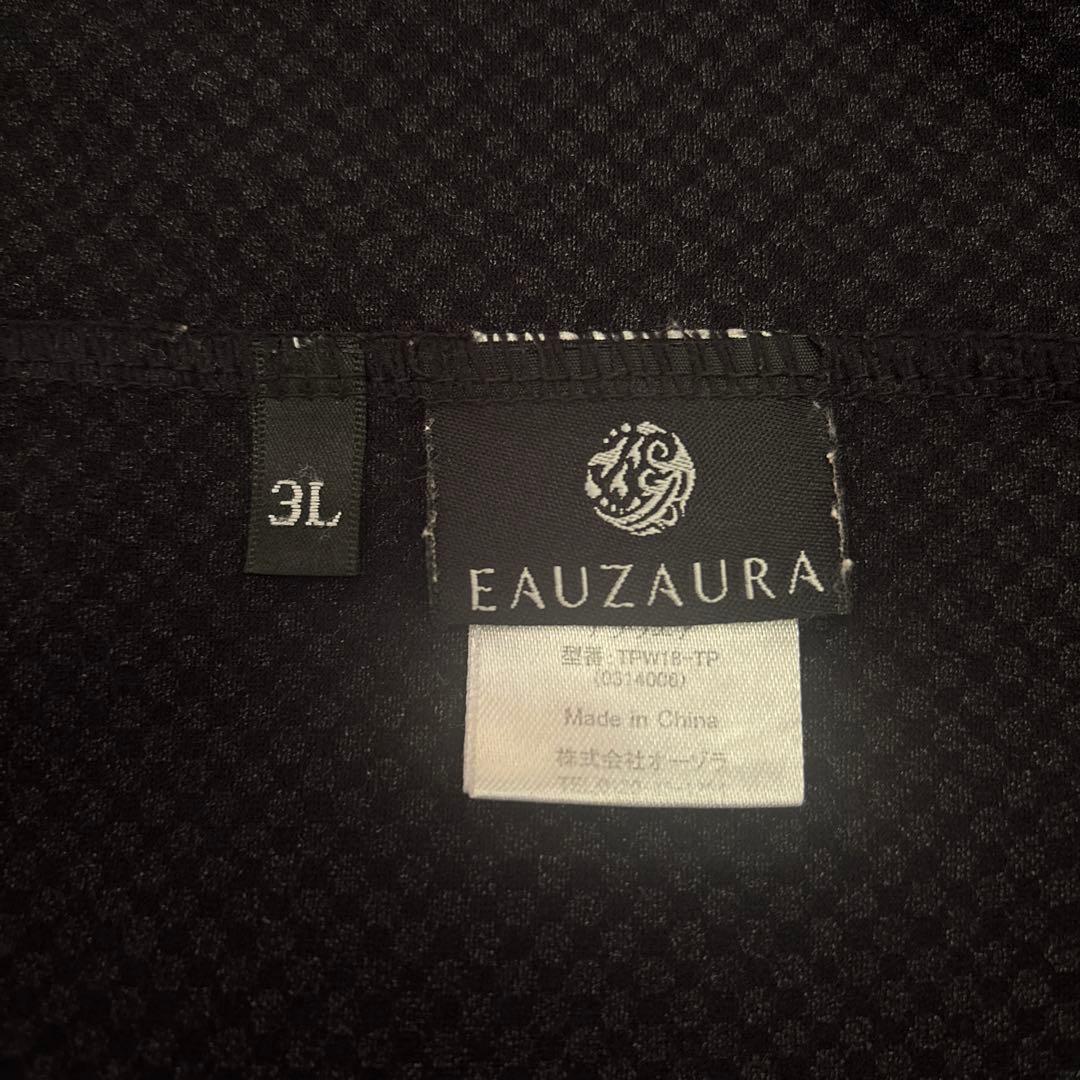 3L
EAUZAURA
型番:TPW18-TP
(0314006)
Made in China
株式会社オーゾラ